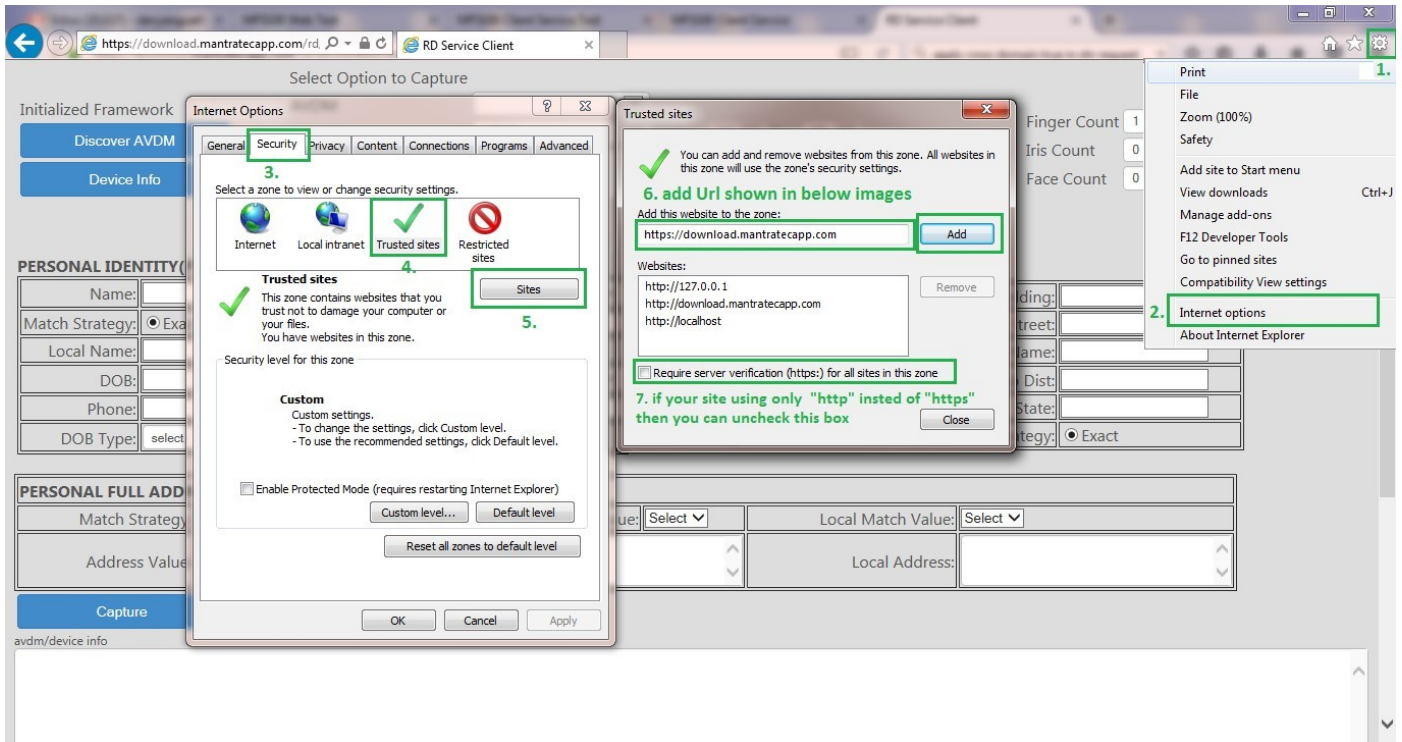 https://download.mantratecapp.com/rd
RD Service Client
1.
Select Option to Capture
Initialized Framework
Discover AVDM
Device Info
Finger Count 1
Iris Count 0
Face Count 0
Print
File
Zoom (100%)
Safety
Add site to Start menu
View downloads Ctrl+J
Manage add-ons
F12 Developer Tools
Go to pinned sites
Compatibility View settings
2. Internet options
About Internet Explorer
Internet Options
General Security Privacy Content Connections Programs Advanced
3.
Select a zone to view or change security settings.
Internet Local intranet Trusted sites Restricted
sites
4.
Trusted sites
This zone contains websites that you
trust not to damage your computer or
your files.
You have websites in this zone.
Sites
5.
Security level for this zone
Custom
Custom settings.
- To change the settings, click Custom level.
- To use the recommended settings, click Default level.
Enable Protected Mode (requires restarting Internet Explorer)
Custom level... Default level
Reset all zones to default level
OK Cancel Apply
Trusted sites
You can add and remove websites from this zone. All websites in
this zone will use the zone's security settings.
6. add Url shown in below images
Add this website to the zone:
https://download.mantratecapp.com Add
Websites:
http://127.0.0.1
http://download.mantratecapp.com
http://localhost
Remove
Require server verification (https:) for all sites in this zone
7. if your site using only "http" insted of "https"
then you can uncheck this box
Close
PERSONAL IDENTITY(
Name:
Match Strategy: Exa
Local Name:
DOB:
Phone:
DOB Type: select
ding:
treet:
ame:
Dist:
State:
tegy: Exact
PERSONAL FULL ADD
Match Strategy
ue: Select
Local Match Value: Select
Address Value
Local Address:
Capture
avdm/device info